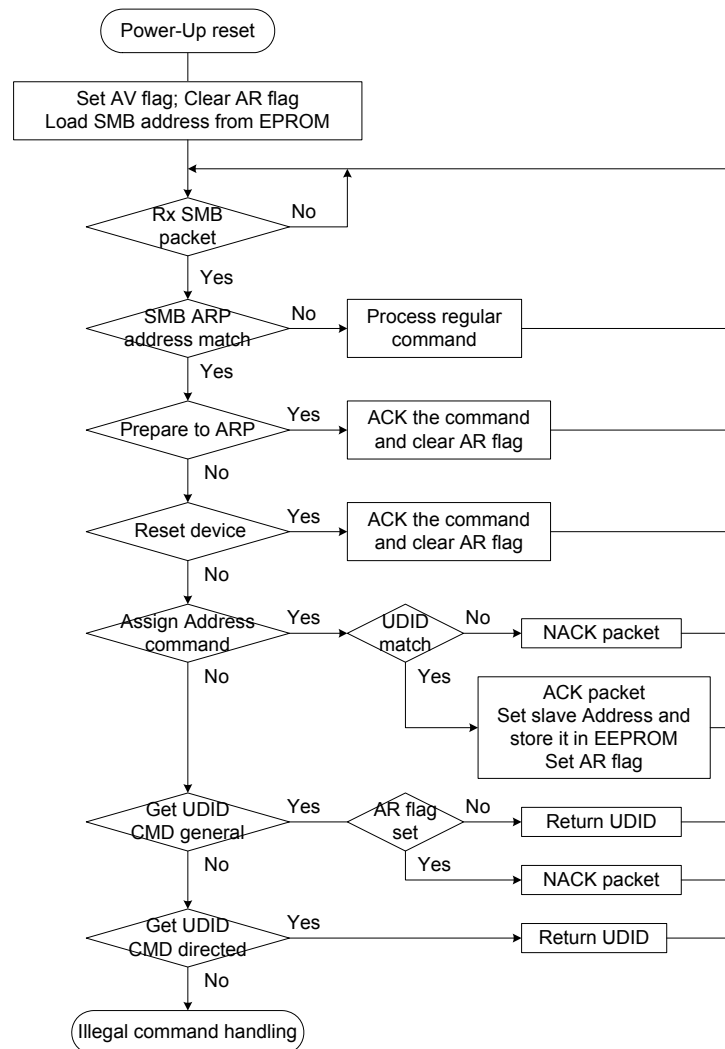 Power-Up reset
Set AV flag; Clear AR flag
Load SMB address from EPROM
Rx SMB
packet
No
Yes
SMB ARP
address match
No
Process regular
command
Yes
Prepare to ARP
Yes
ACK the command
and clear AR flag
No
Reset device
Yes
ACK the command
and clear AR flag
No
Assign Address
command
Yes
UDID
match
No
NACK packet
No
Yes
ACK packet
Set slave Address and
store it in EEPROM
Set AR flag
Get UDID
CMD general
Yes
AR flag
set
No
Return UDID
No
Yes
NACK packet
Get UDID
CMD directed
Yes
Return UDID
No
Illegal command handling